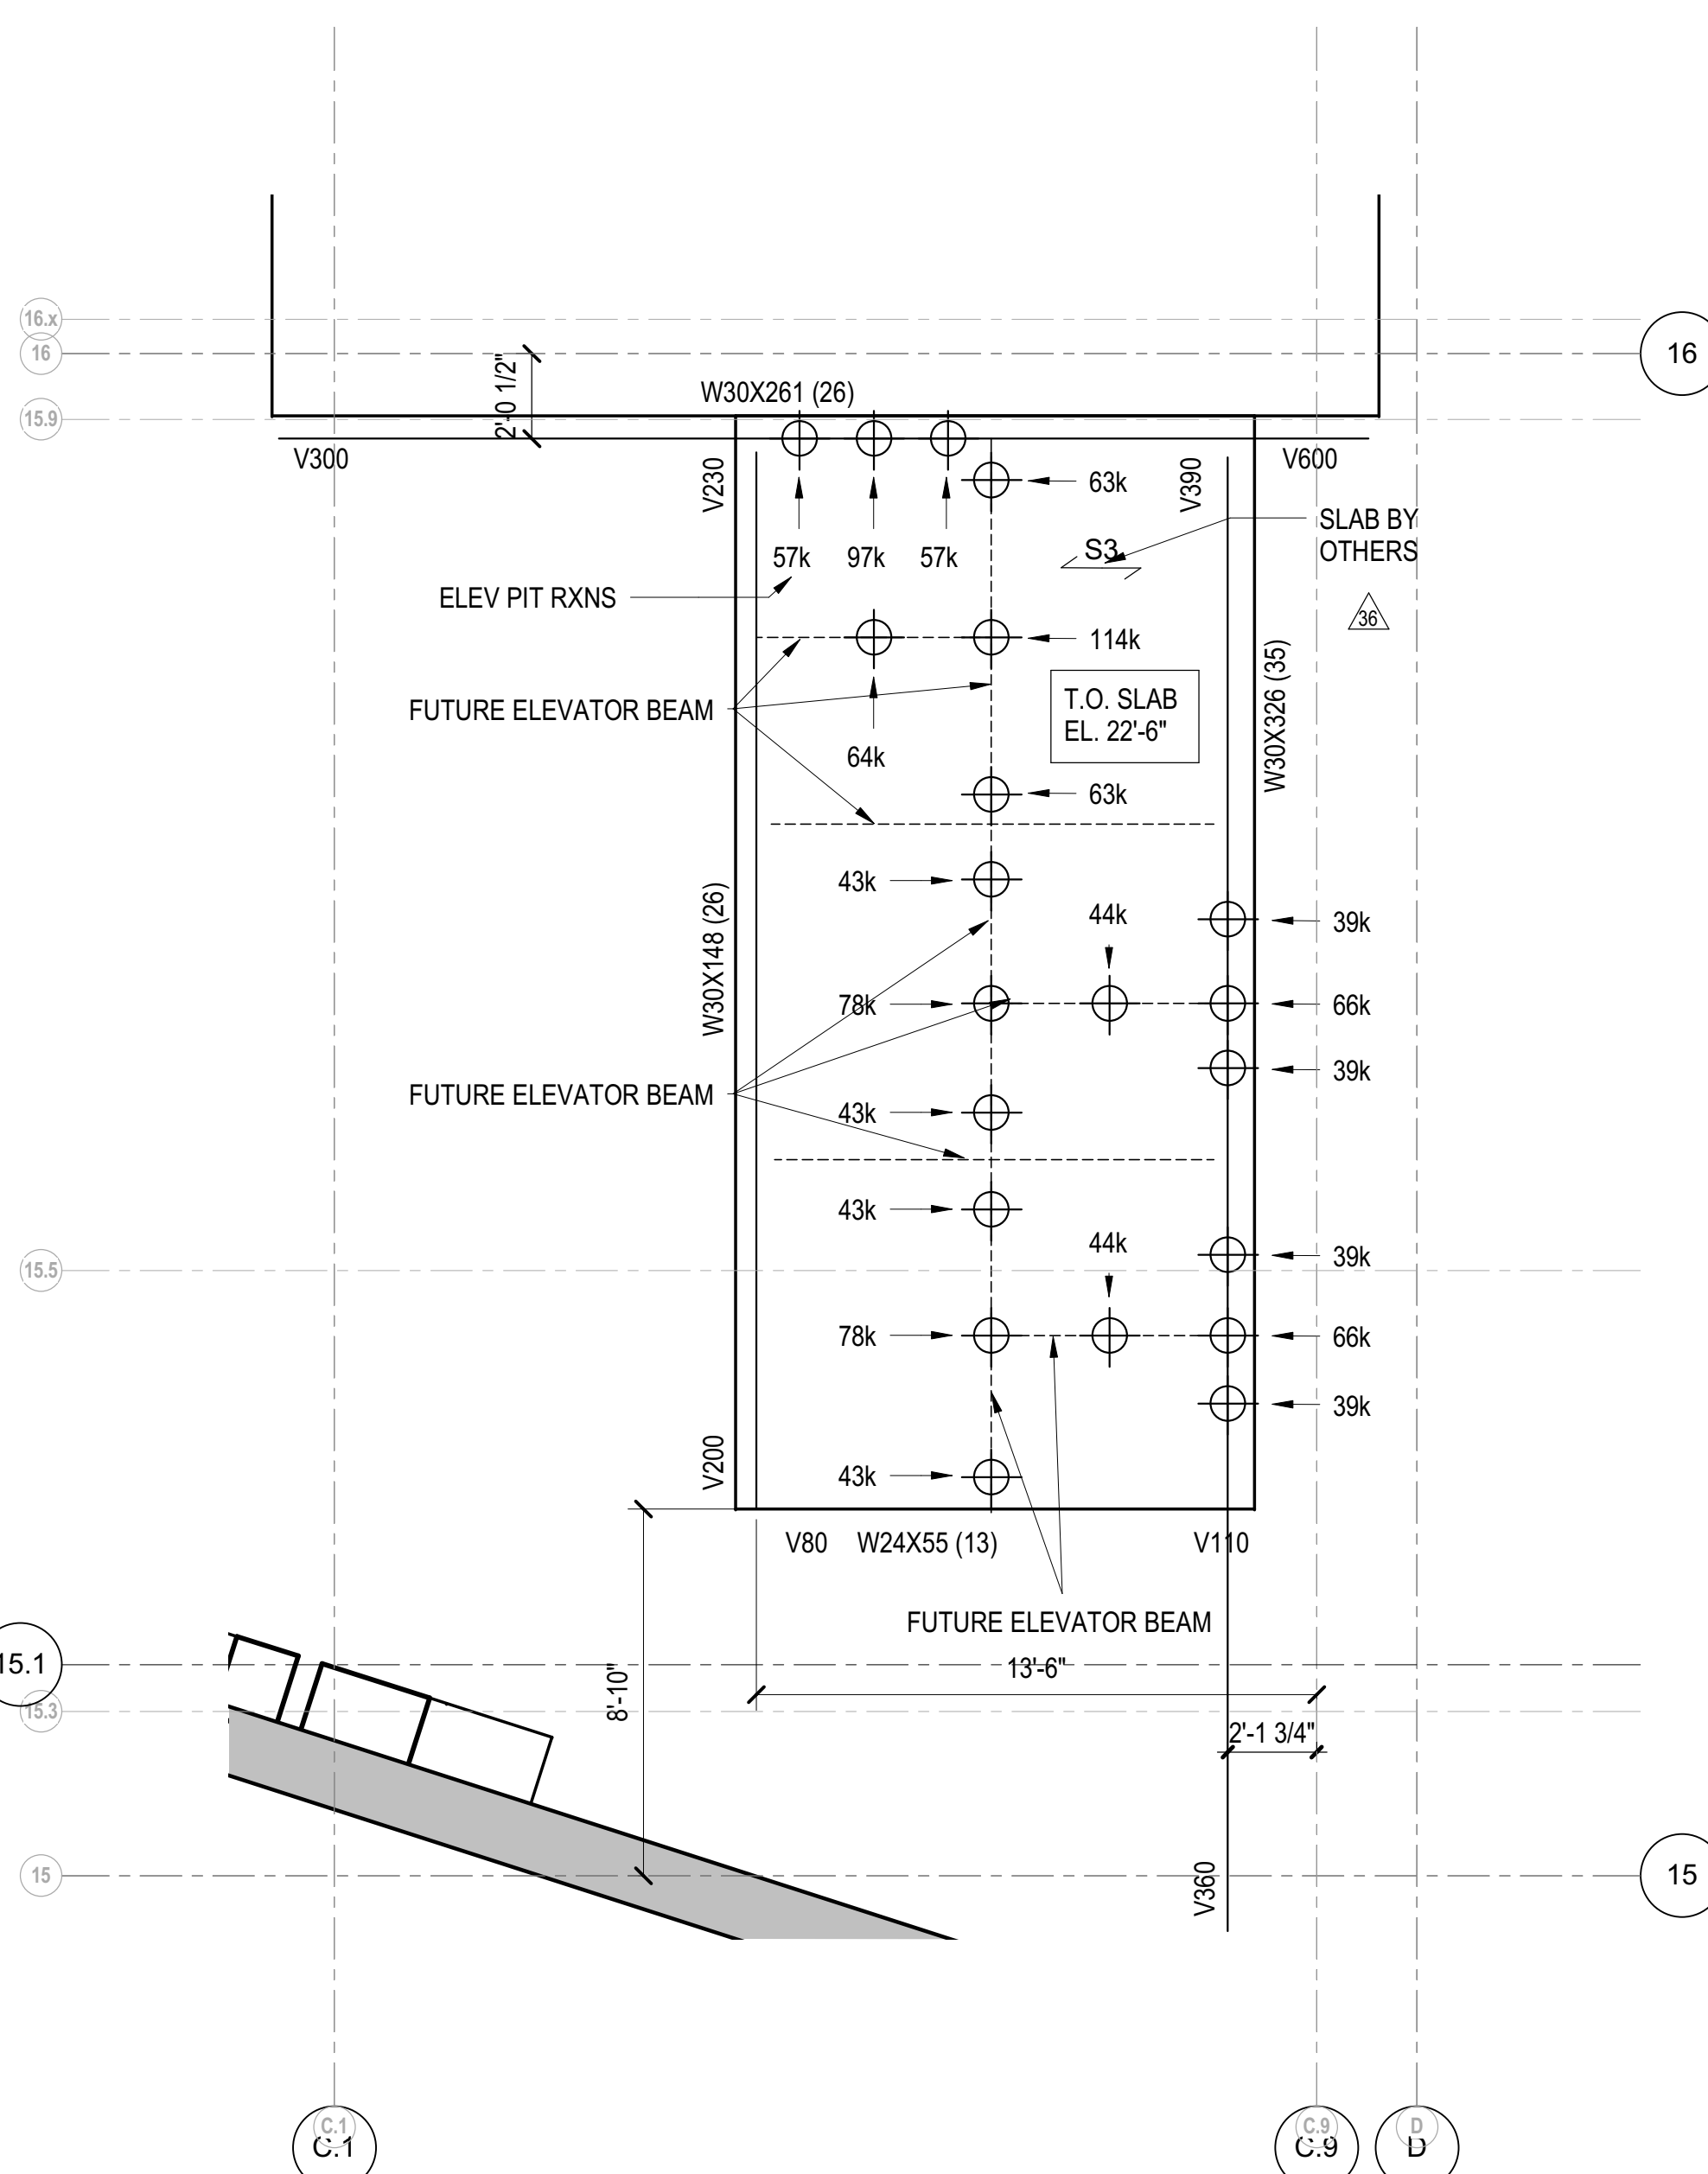 16.x
16
16
2'-0 1/2"
W30X261 (26)
15.9
V300
V230
V390
V600
63k
SLAB BY
OTHERS
S3
57k
97k
57k
ELEV PIT RXNS
36
114k
W30X326 (35)
FUTURE ELEVATOR BEAM
T.O. SLAB
EL. 22'-6"
64k
63k
43k
W30X148 (26)
44k
39k
78k
66k
39k
FUTURE ELEVATOR BEAM
43k
43k
44k
39k
15.5
78k
66k
39k
V200
43k
V80
W24X55 (13)
V110
FUTURE ELEVATOR BEAM
15.1
13'-6"
8'-10"
15.3
2'-1 3/4"
15
V360
15
C.1
C.9
D
C.1
C.9
D